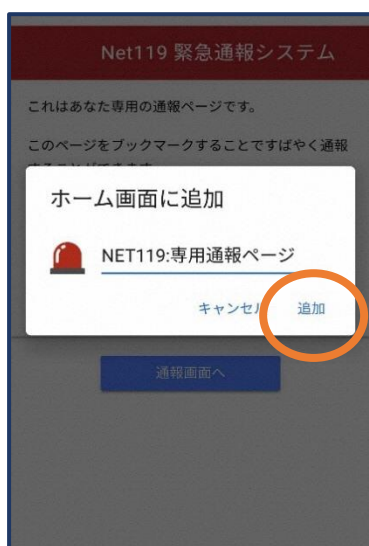 Net119 緊急通報システム
これはあなた専用の通報ページです。
このページをブックマークすることですばやく通報
ホーム画面に追加
NET119:専用通報ページ
キャンセル
追加
通報画面へ